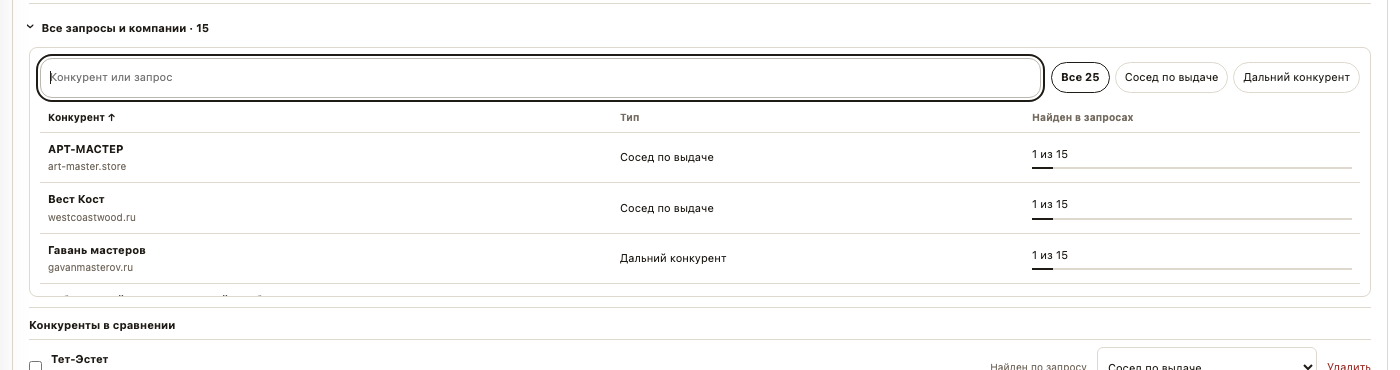 Все запросы и компании · 15
Конкурент или запрос
Все 25
Сосед по выдаче
Дальний конкурент
Конкурент ↑
Тип
Найден в запросах
АРТ-МАСТЕР
art-master.store
Сосед по выдаче
1 из 15
Вест Кост
westcoastwood.ru
Сосед по выдаче
1 из 15
Гавань мастеров
gavanmasterov.ru
Дальний конкурент
1 из 15
Конкуренты в сравнении
Тет-Эстет
Найден по запросу
Сосед по выдаче
Удалить